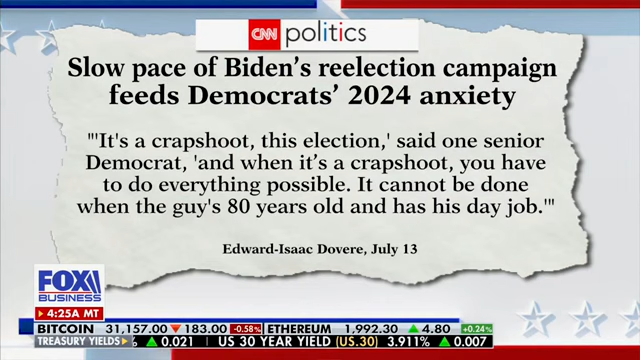 CNN politics
Slow pace of Biden's reelection campaign
feeds Democrats' 2024 anxiety
"'It's a crapshoot, this election,' said one senior
Democrat, 'and when it's a crapshoot, you have
to do everything possible. It cannot be done
when the guy's 80 years old and has his day job.'"
Edward-Isaac Dovere, July 13
FOX
BUSINESS
▶ 4:25A MT
BITCOIN 31,157.00 ▼ 183.00 -0.58% ETHEREUM 1,992.30 ▲ 4.80 +0.24%
TREASURY YIELDS ▶ ▲ 0.021 ▲ US 30 YEAR YIELD (US.30) 3.911% ▲ 0.007